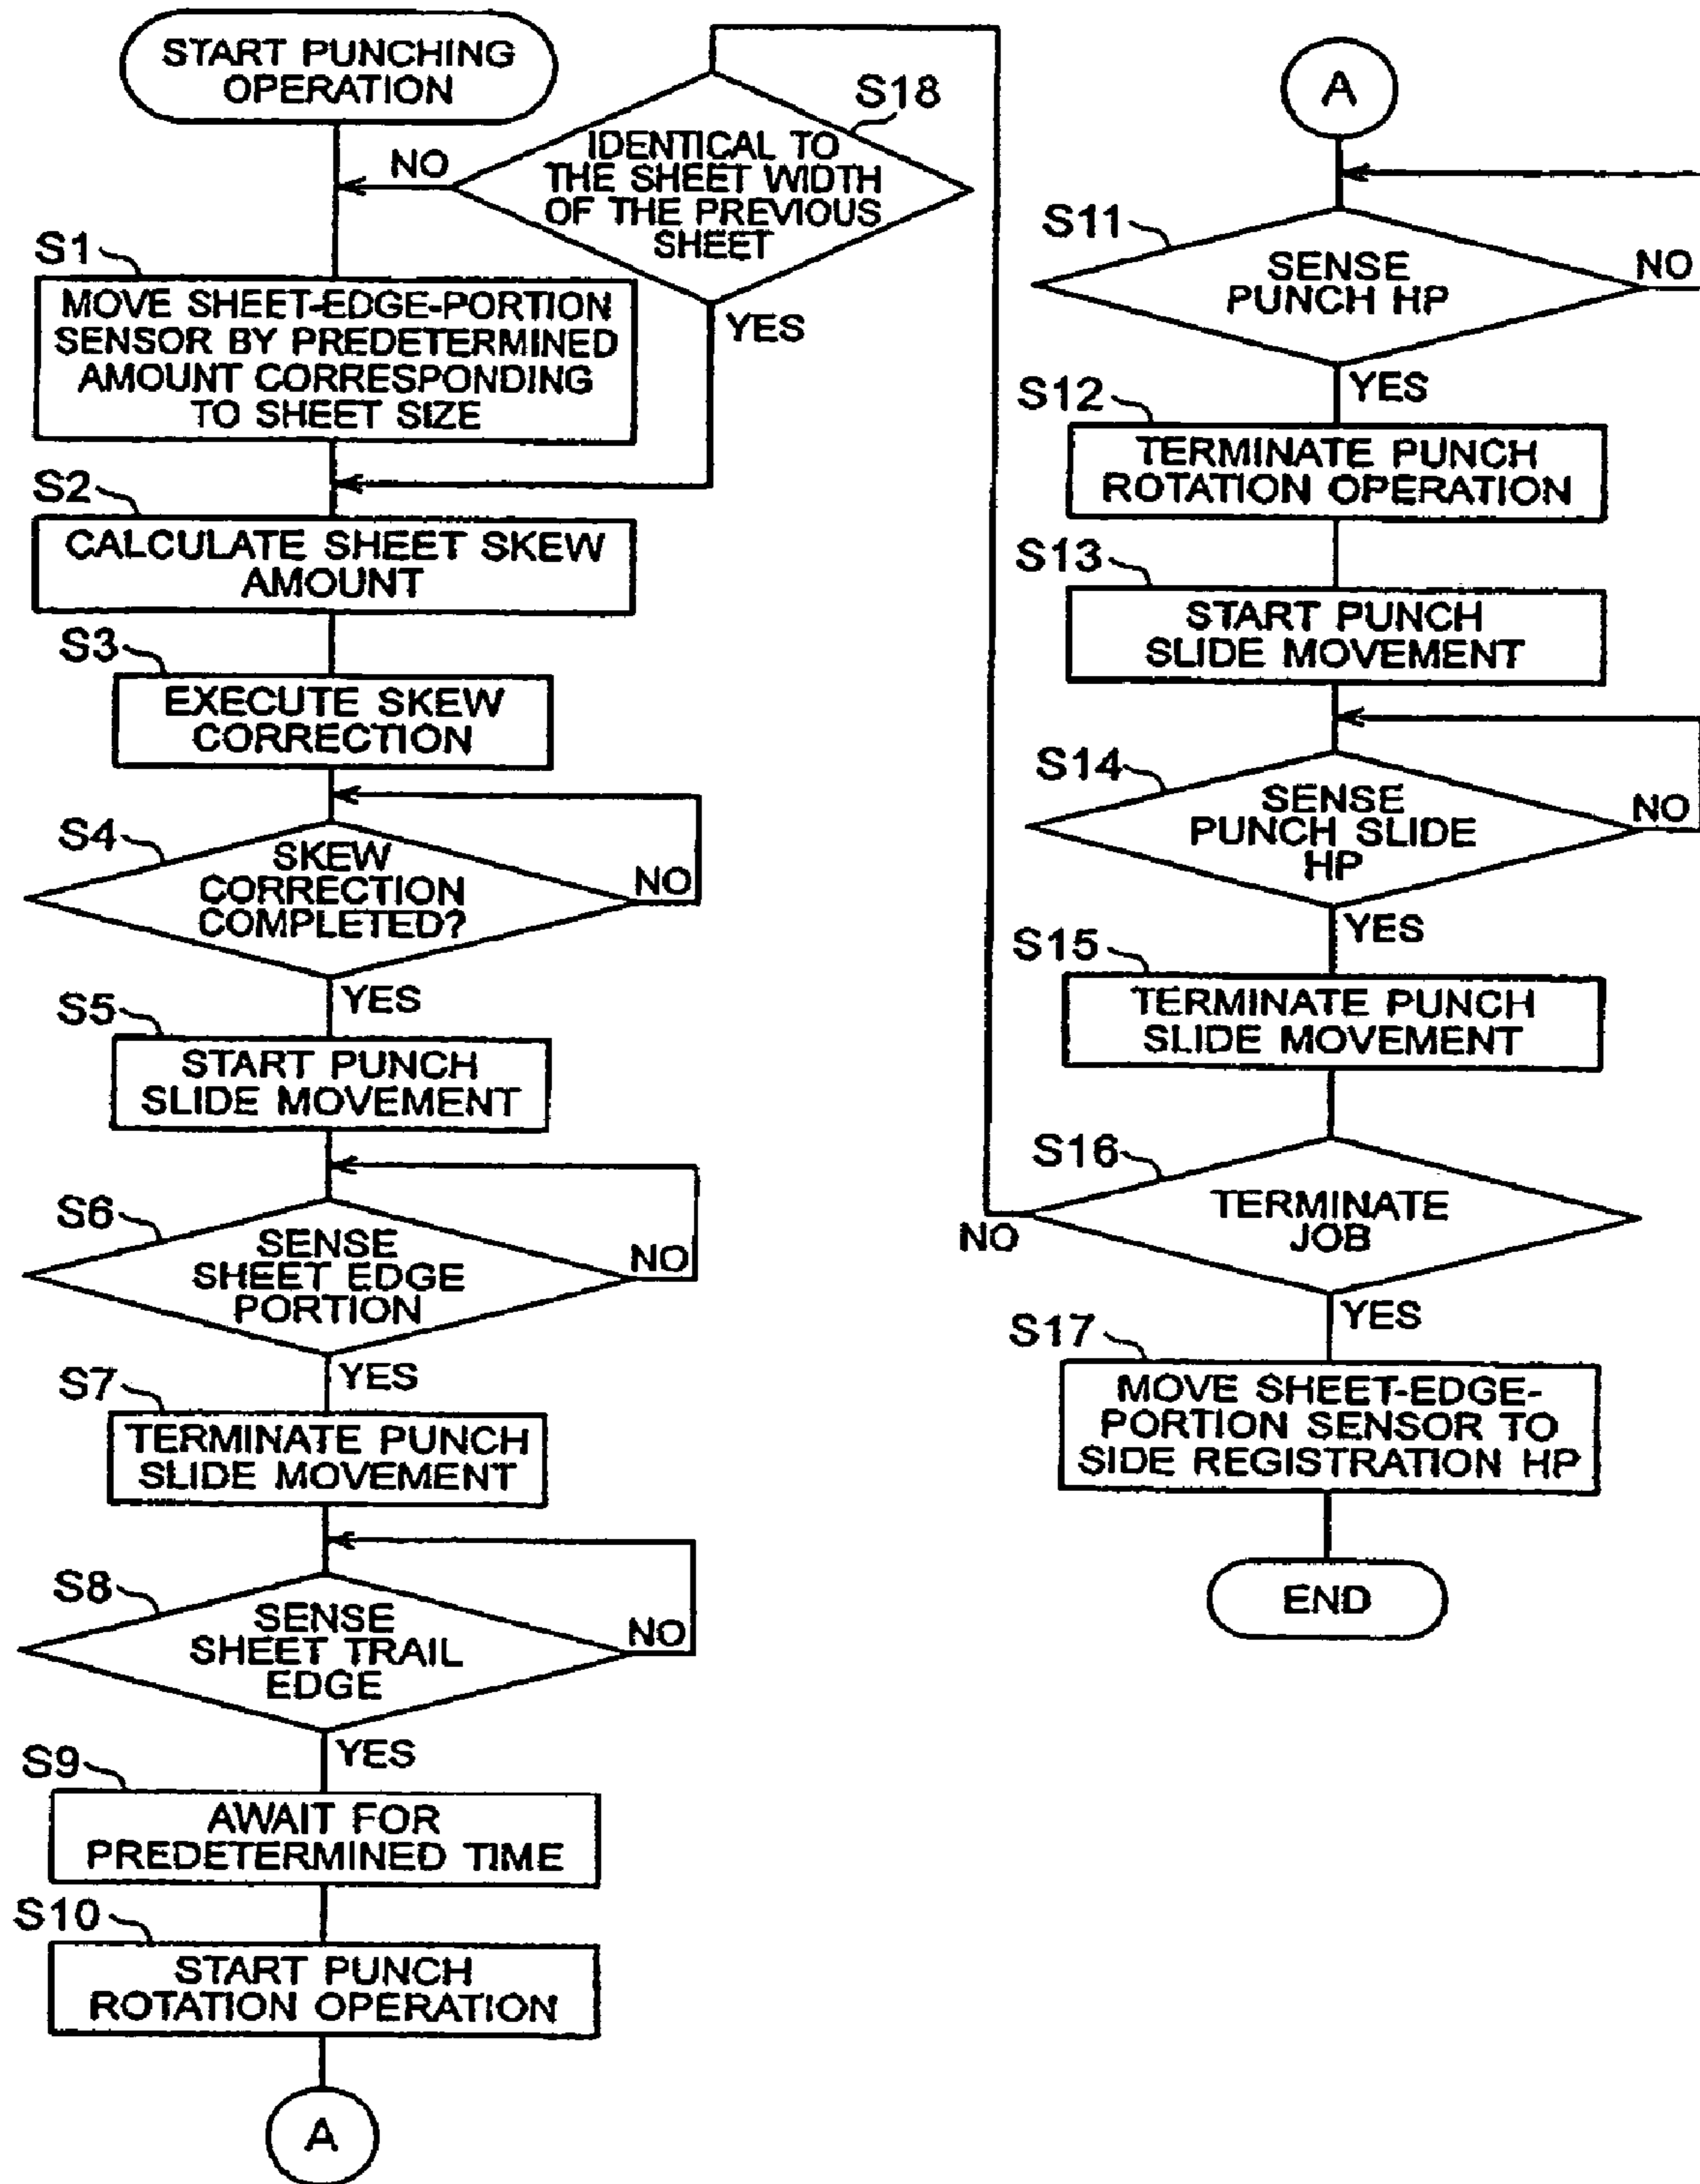 START PUNCHING
OPERATION
S18
IDENTICAL TO
THE SHEET WIDTH
OF THE PREVIOUS
SHEET
NO
YES
S1
MOVE SHEET-EDGE-PORTION
SENSOR BY PREDETERMINED
AMOUNT CORRESPONDING
TO SHEET SIZE
S2
CALCULATE SHEET SKEW
AMOUNT
S3
EXECUTE SKEW
CORRECTION
S4
SKEW
CORRECTION
COMPLETED?
NO
YES
S5
START PUNCH
SLIDE MOVEMENT
S6
SENSE
SHEET EDGE
PORTION
NO
YES
S7
TERMINATE PUNCH
SLIDE MOVEMENT
S8
SENSE
SHEET TRAIL
EDGE
NO
YES
S9
AWAIT FOR
PREDETERMINED TIME
S10
START PUNCH
ROTATION OPERATION
A
A
S11
SENSE
PUNCH HP
NO
YES
S12
TERMINATE PUNCH
ROTATION OPERATION
S13
START PUNCH
SLIDE MOVEMENT
S14
SENSE
PUNCH SLIDE
HP
NO
YES
S15
TERMINATE PUNCH
SLIDE MOVEMENT
S16
TERMINATE
JOB
NO
YES
S17
MOVE SHEET-EDGE-
PORTION SENSOR TO
SIDE REGISTRATION HP
END